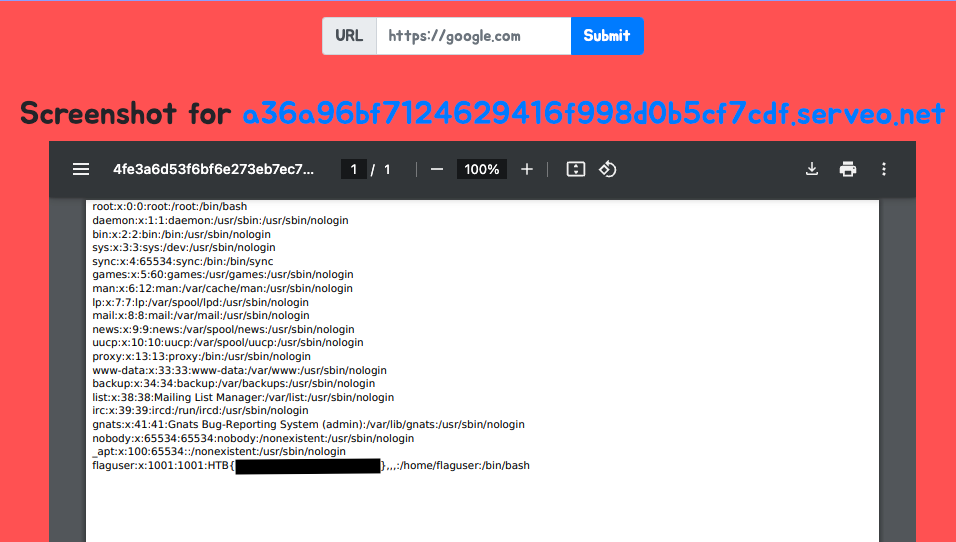 URL https://google.com Submit
Screenshot for a36a96bf7124629416f998d0b5cf7cdf.serveo.net
4fe3a6d53f6bf6e273eb7ec7... 1 / 1 100%
root:x:0:0:root:/root:/bin/bash
daemon:x:1:1:daemon:/usr/sbin:/usr/sbin/nologin
bin:x:2:2:bin:/bin:/usr/sbin/nologin
sys:x:3:3:sys:/dev:/usr/sbin/nologin
sync:x:4:65534:sync:/bin:/bin/sync
games:x:5:60:games:/usr/games:/usr/sbin/nologin
man:x:6:12:man:/var/cache/man:/usr/sbin/nologin
lp:x:7:7:lp:/var/spool/lpd:/usr/sbin/nologin
mail:x:8:8:mail:/var/mail:/usr/sbin/nologin
news:x:9:9:news:/var/spool/news:/usr/sbin/nologin
uucp:x:10:10:uucp:/var/spool/uucp:/usr/sbin/nologin
proxy:x:13:13:proxy:/bin:/usr/sbin/nologin
www-data:x:33:33:www-data:/var/www:/usr/sbin/nologin
backup:x:34:34:backup:/var/backups:/usr/sbin/nologin
list:x:38:38:Mailing List Manager:/var/list:/usr/sbin/nologin
irc:x:39:39:ircd:/run/ircd:/usr/sbin/nologin
gnats:x:41:41:Gnats Bug-Reporting System (admin):/var/lib/gnats:/usr/sbin/nologin
nobody:x:65534:65534:nobody:/nonexistent:/usr/sbin/nologin
_apt:x:100:65534::/nonexistent:/usr/sbin/nologin
flaguser:x:1001:1001:HTB{ },,,:/home/flaguser:/bin/bash